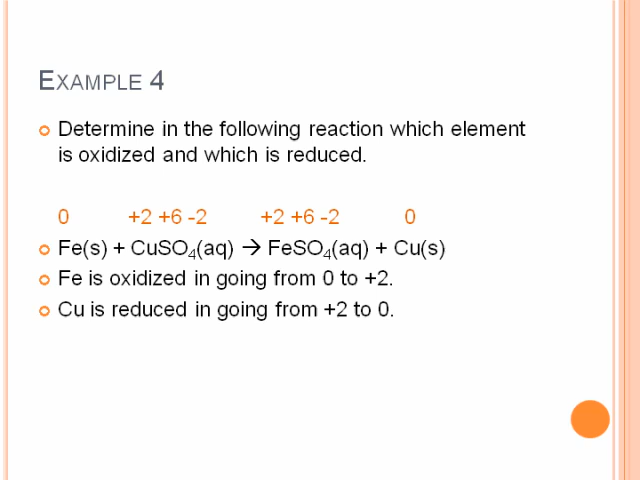 EXAMPLE 4
Determine in the following reaction which element
is oxidized and which is reduced.
0 +2 +6 -2 +2 +6 -2 0
Fe(s) + CuSO₄(aq) → FeSO₄(aq) + Cu(s)
Fe is oxidized in going from 0 to +2.
Cu is reduced in going from +2 to 0.